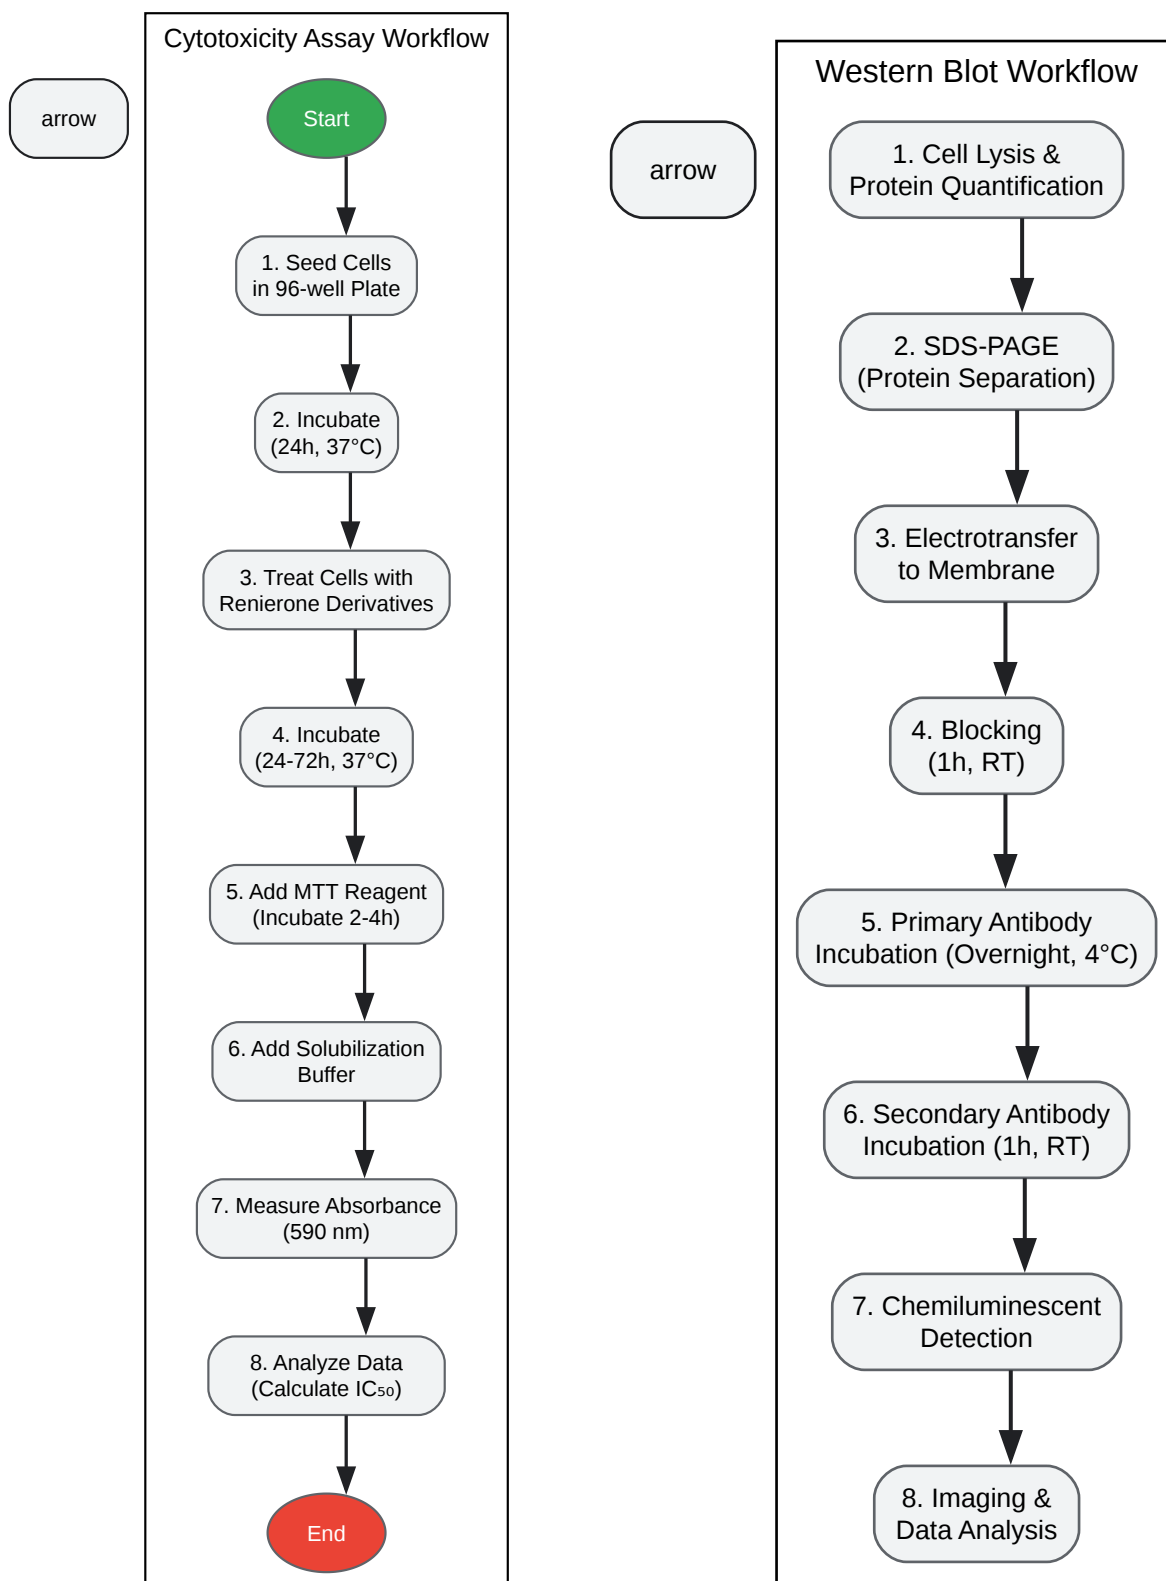 Cytotoxicity Assay Workflow
arrow
Start
1. Seed Cells
in 96-well Plate
2. Incubate
(24h, 37°C)
3. Treat Cells with
Renierone Derivatives
4. Incubate
(24-72h, 37°C)
5. Add MTT Reagent
(Incubate 2-4h)
6. Add Solubilization
Buffer
7. Measure Absorbance
(590 nm)
8. Analyze Data
(Calculate IC₅₀)
End
Western Blot Workflow
arrow
1. Cell Lysis &
Protein Quantification
2. SDS-PAGE
(Protein Separation)
3. Electrotransfer
to Membrane
4. Blocking
(1h, RT)
5. Primary Antibody
Incubation (Overnight, 4°C)
6. Secondary Antibody
Incubation (1h, RT)
7. Chemiluminescent
Detection
8. Imaging &
Data Analysis